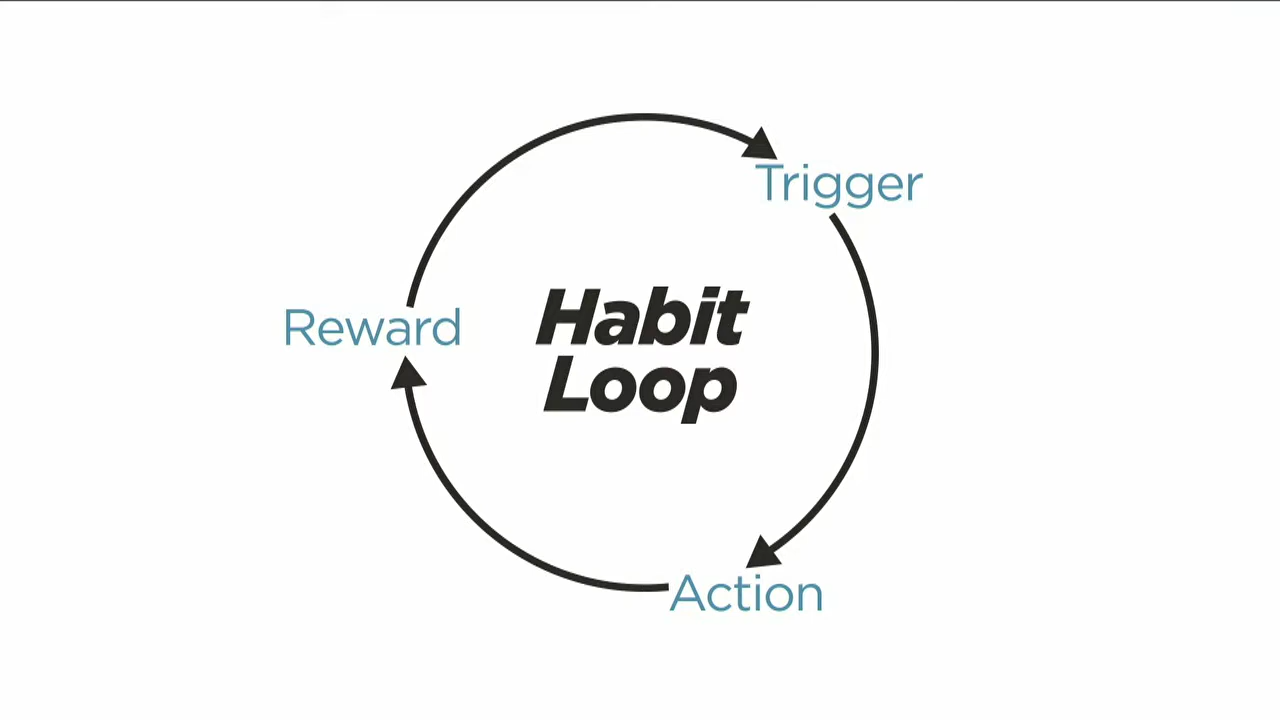 Trigger
Reward
Habit
Loop
Action